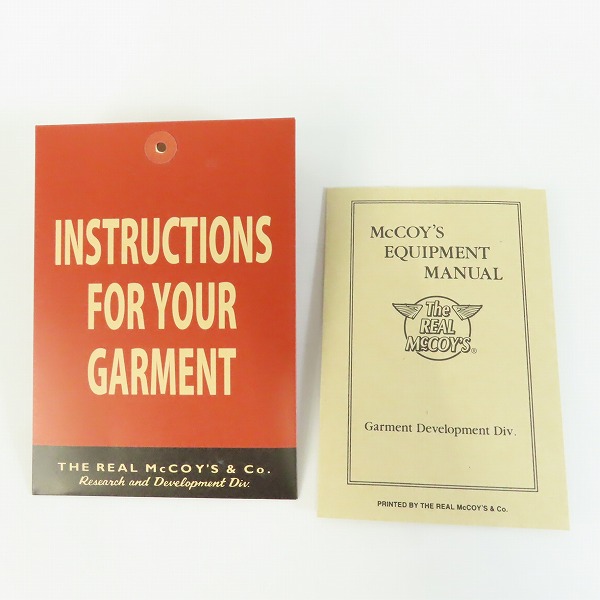 INSTRUCTIONS
FOR YOUR
GARMENT
THE REAL McCOY'S & Co.
Research and Development Div.
McCOY'S
EQUIPMENT
MANUAL
The
REAL
McCOY'S®
Garment Development Div.
PRINTED BY THE REAL McCOY'S & Co.